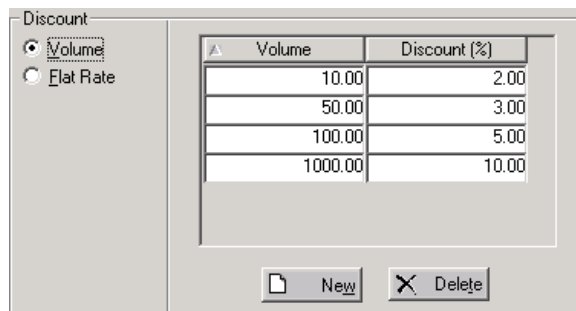 Discount
Volume
Flat Rate
Volume Discount (%)
10.00 2.00
50.00 3.00
100.00 5.00
1000.00 10.00
New Delete